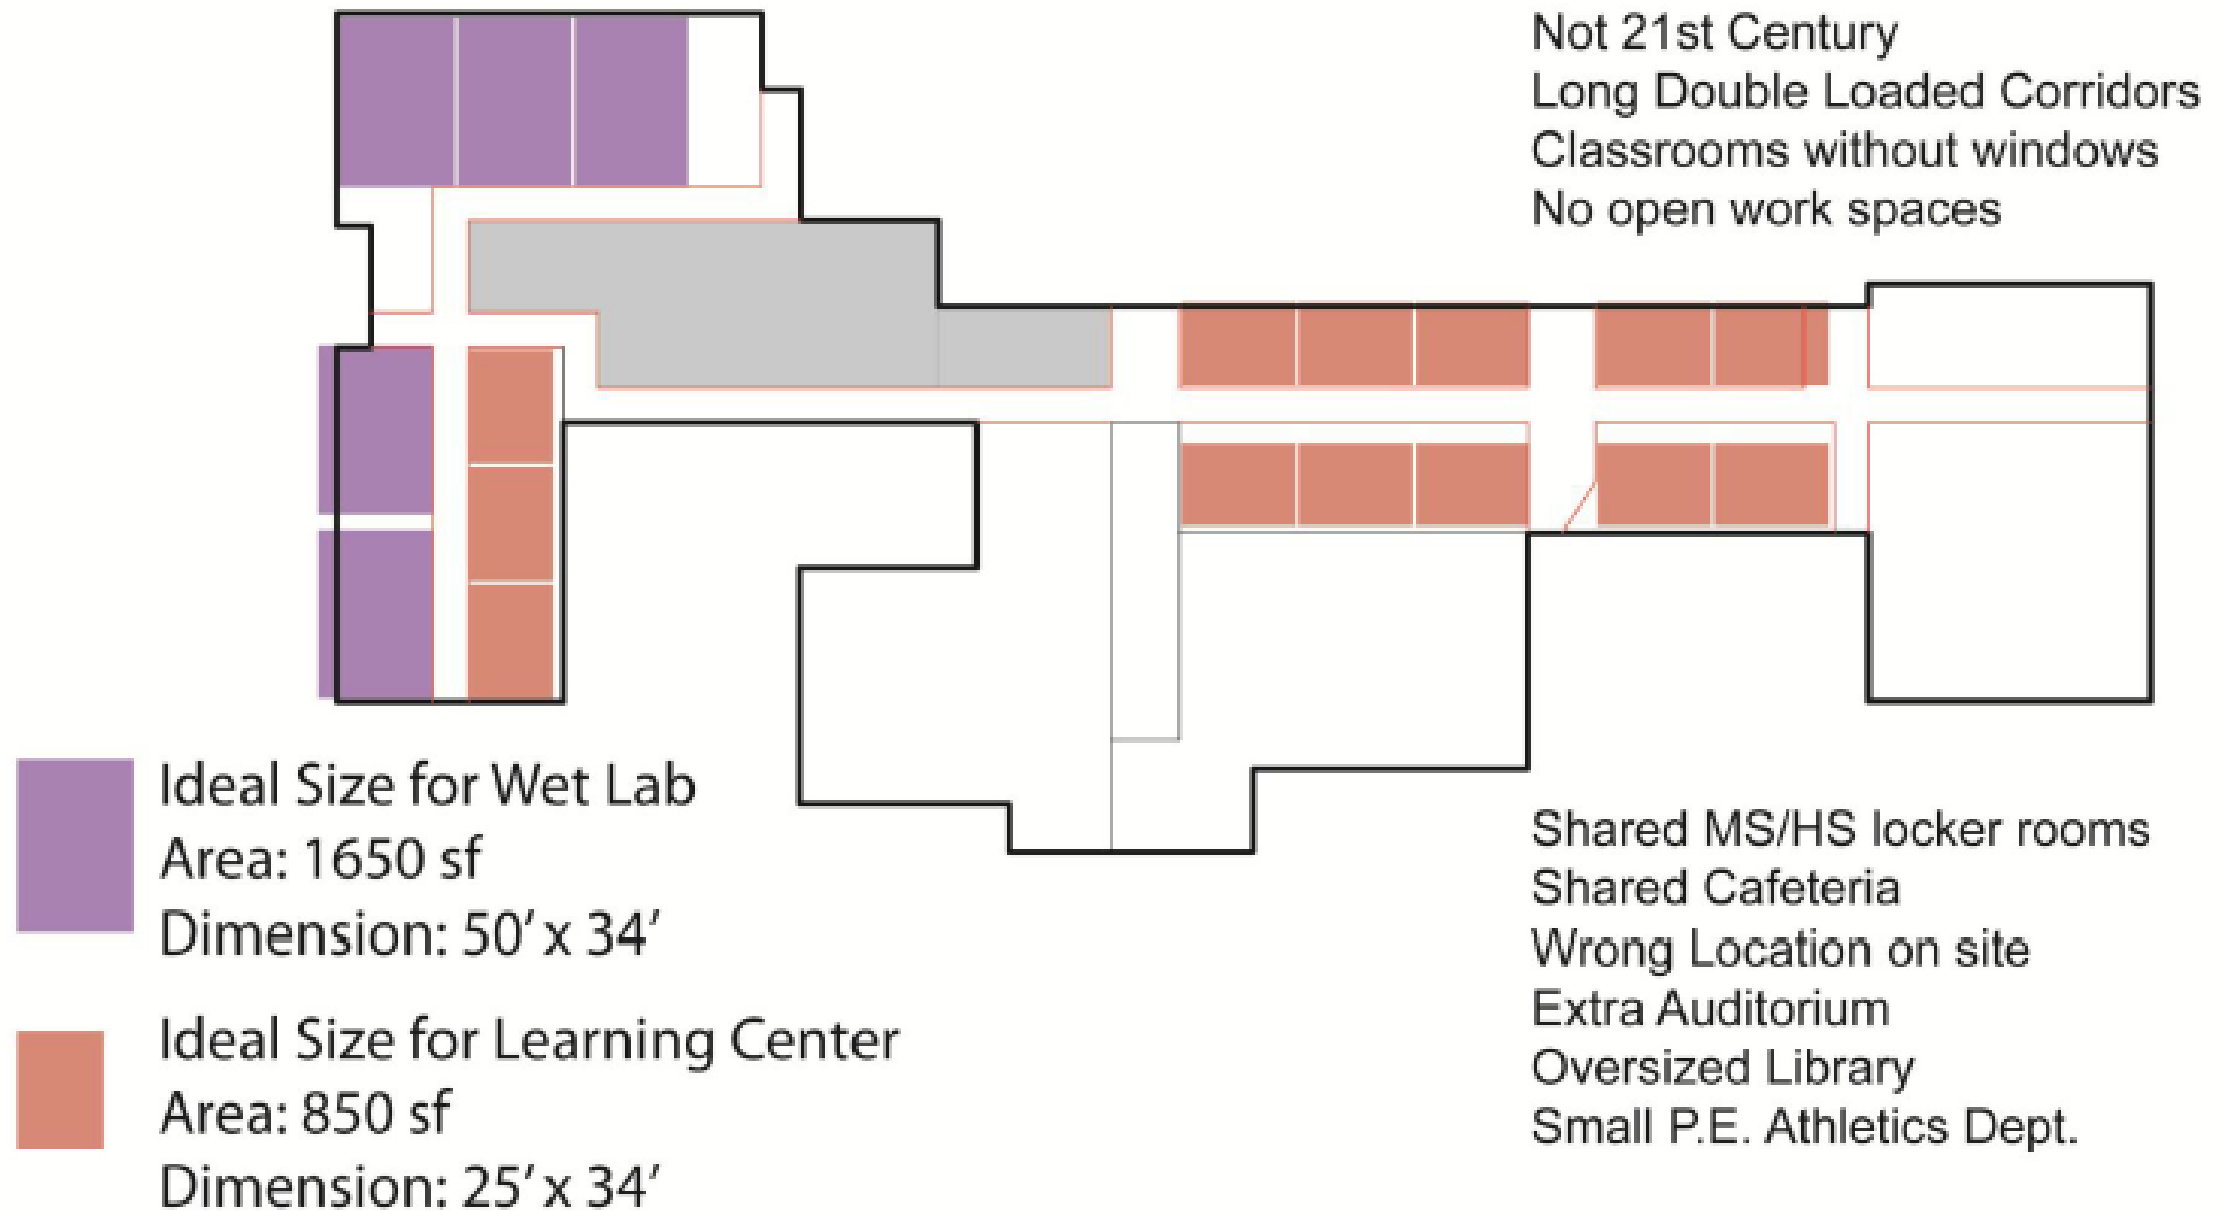 Not 21st Century
Long Double Loaded Corridors
Classrooms without windows
No open work spaces
Ideal Size for Wet Lab
Area: 1650 sf
Dimension: 50' x 34'
Ideal Size for Learning Center
Area: 850 sf
Dimension: 25' x 34'
Shared MS/HS locker rooms
Shared Cafeteria
Wrong Location on site
Extra Auditorium
Oversized Library
Small P.E. Athletics Dept.